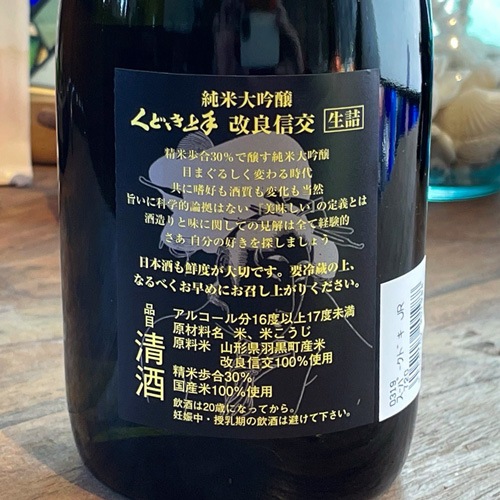 純米大吟醸
くどき上手 改良信交 生詰
精米歩合30%で醸す純米大吟醸
目まぐるしく変わる時代
共に嗜好も酒質も変化も当然
旨いに科学的論拠はない 「美味しい」の定義とは
酒造りと味に関しての見解は全て経験的
さあ 自分の好きを探しましょう
日本酒も鮮度が大切です。要冷蔵の上、
なるべくお早めにお召し上がりください。
品目 清酒
アルコール分16度以上17度未満
原材料名 米、米こうじ
原料米 山形県羽黒町産米
改良信交100%使用
精米歩合30%
国産米100%使用
飲酒は20歳になってから。
妊娠中・授乳期の飲酒は避けて下さい。
0319